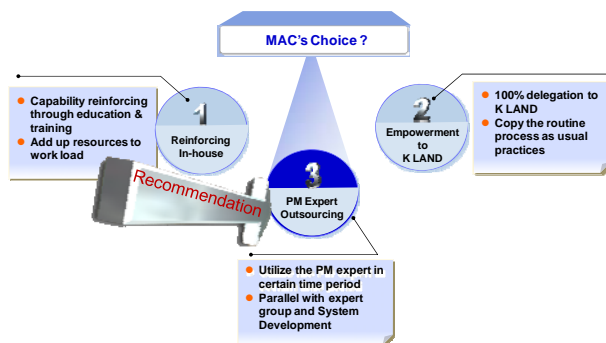 MAC's Choice ?
1
Reinforcing
In-house
● Capability reinforcing
through education &
training
● Add up resources to
work load
2
Empowerment
to
K LAND
● 100% delegation to
K LAND
● Copy the routine
process as usual
practices
Recommendation
3
PM Expert
Outsourcing
● Utilize the PM expert in
certain time period
● Parallel with expert
group and System
Development